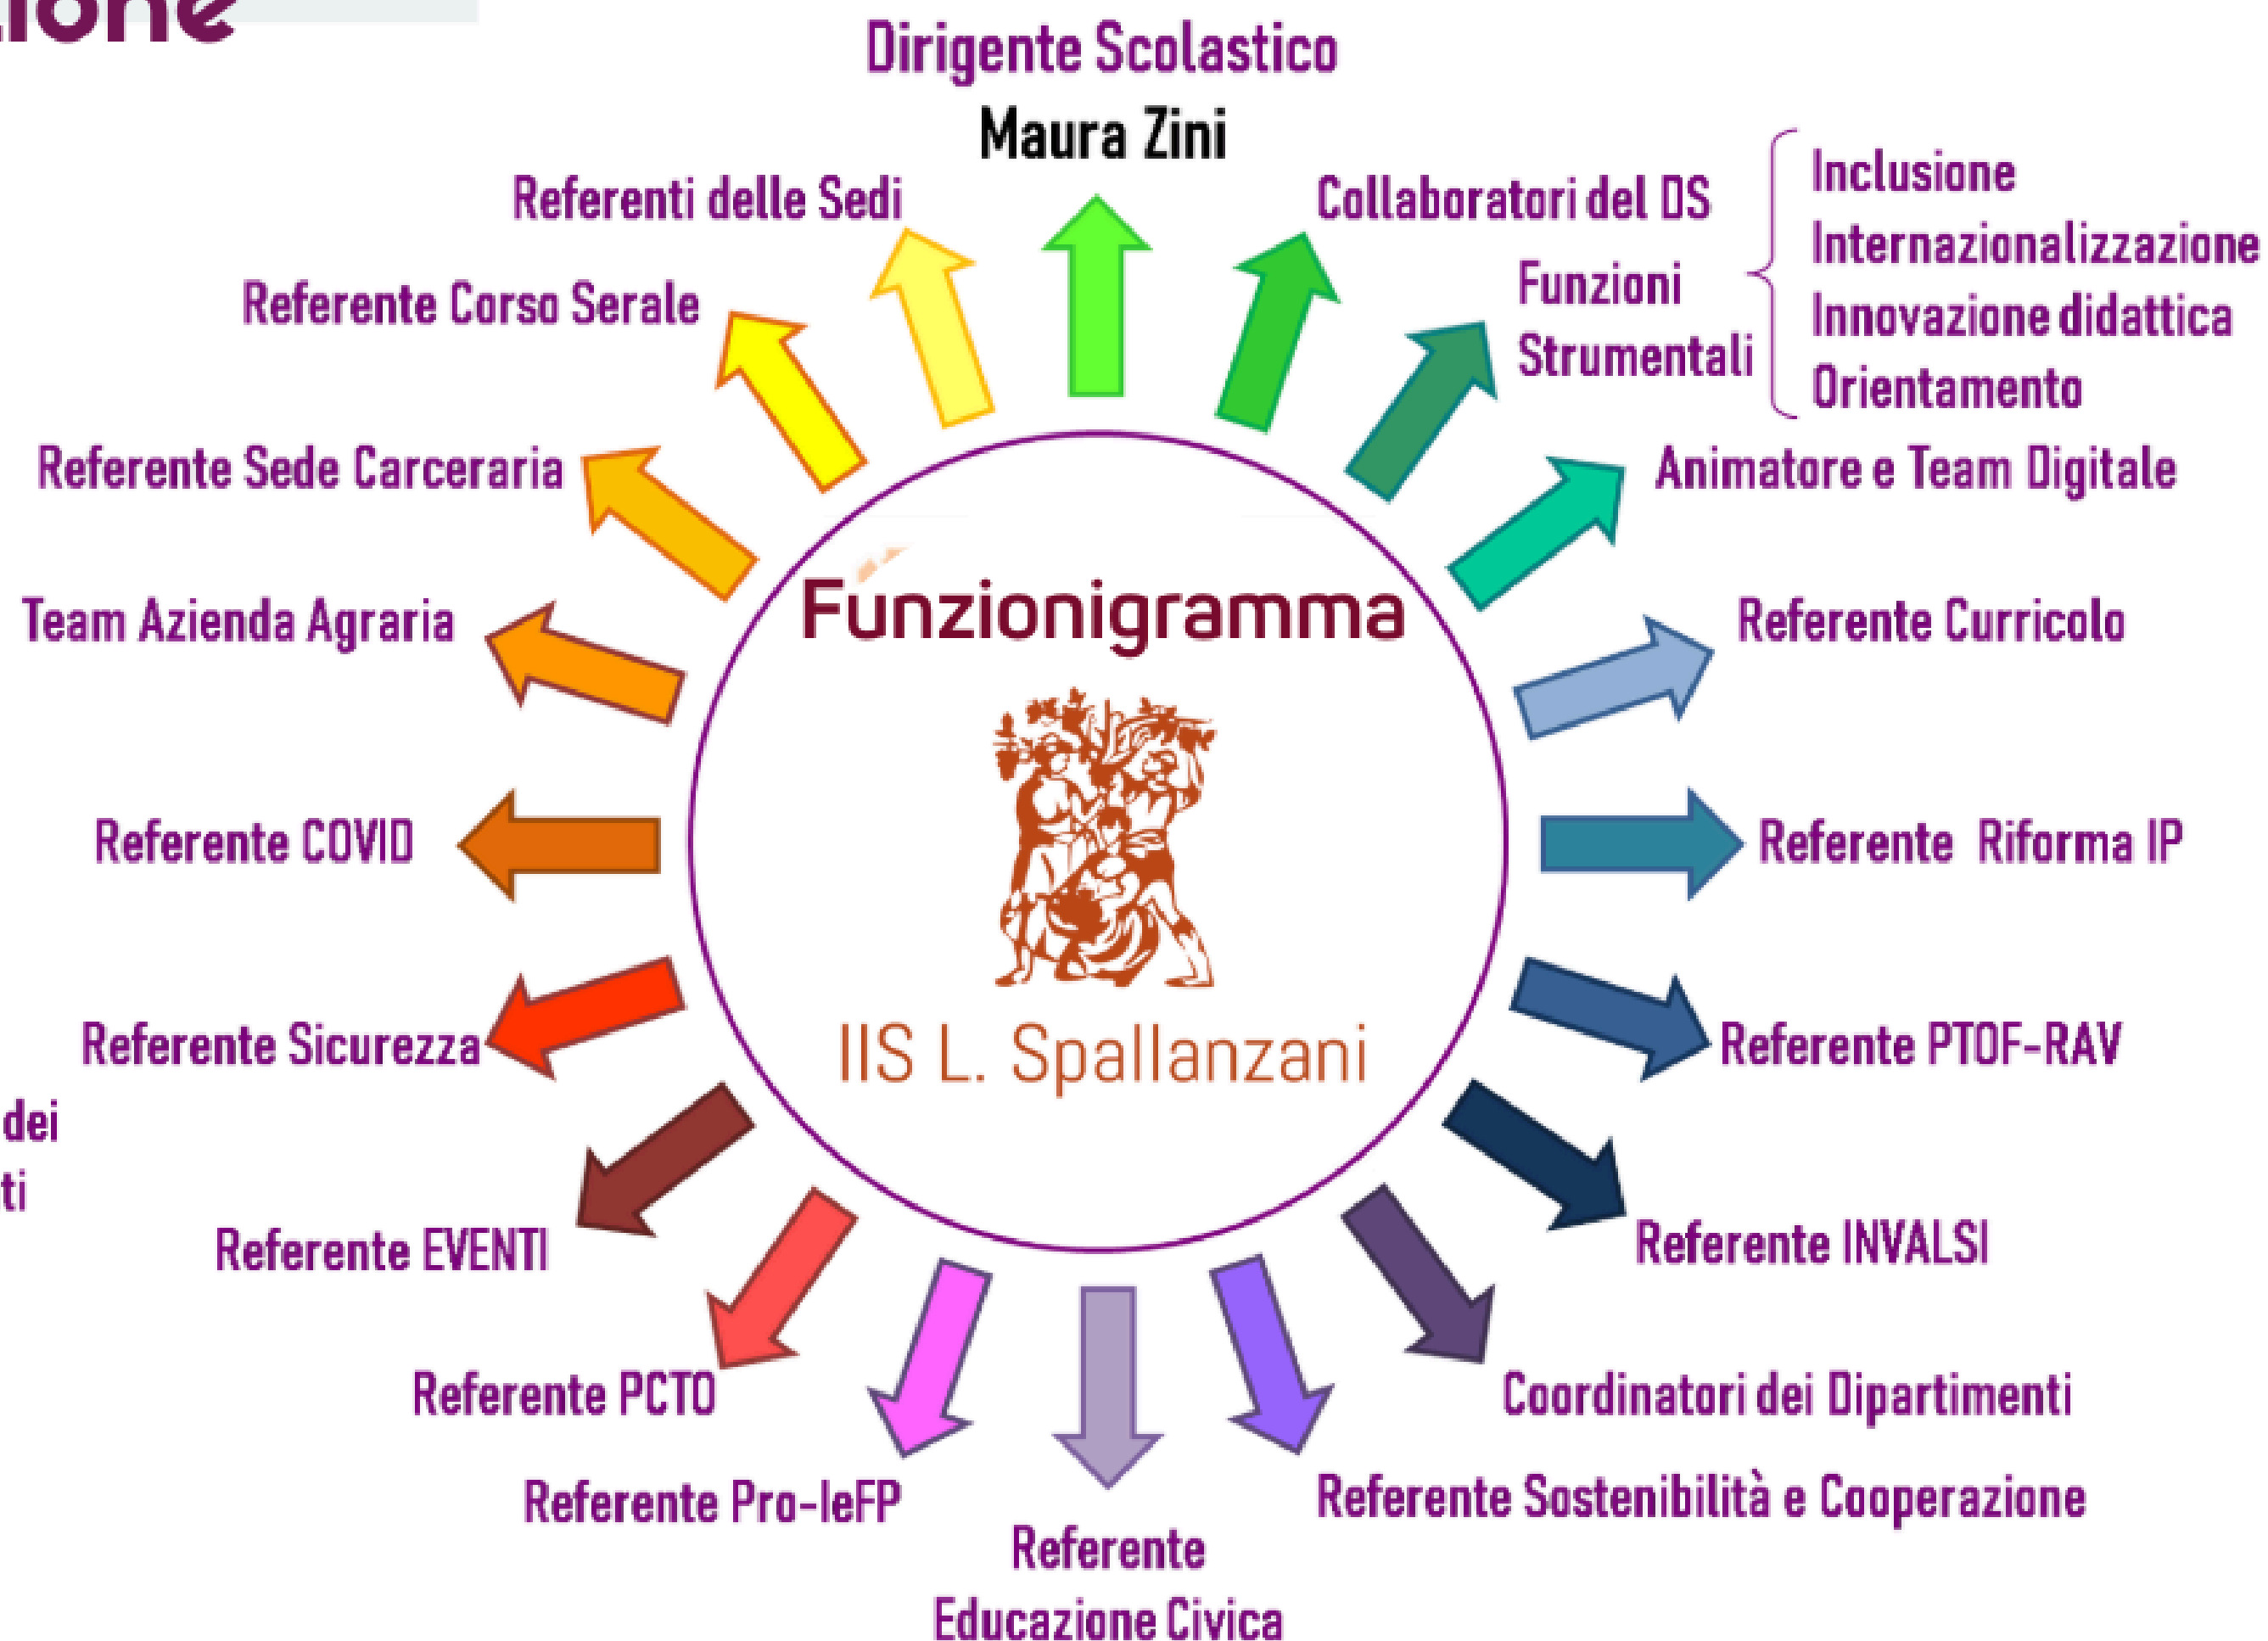 Dirigente Scolastico
Maura Zini
Collaboratori del DS
Funzioni
Strumentali
Inclusione
Internazionalizzazione
Innovazione didattica
Orientamento
Animatore e Team Digitale
Referente Curricolo
Referente Riforma IP
Referente PTOF-RAV
Referente INVALSI
Coordinatori dei Dipartimenti
Referente Sostenibilità e Cooperazione
Referente
Educazione Civica
Referente Pro-IeFP
Referente PCTO
Referente EVENTI
dei
ti
Referente Sicurezza
Referente COVID
Team Azienda Agraria
Referente Sede Carceraria
Referente Corso Serale
Referenti delle Sedi
Funzionigramma
IIS L. Spallanzani